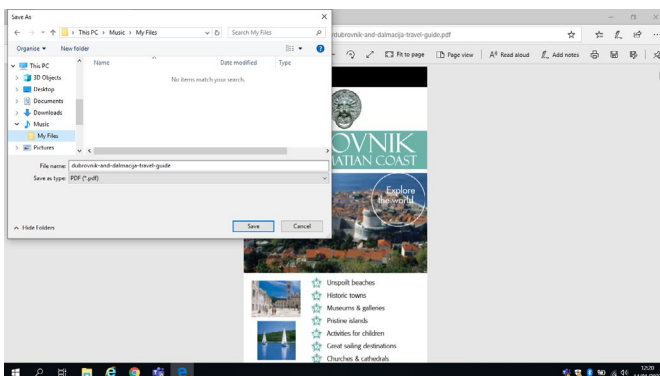 Save As
This PC > Music > My Files
Search My Files
Organise
New folder
Name
Date modified
Type
No items match your search.
This PC
3D Objects
Desktop
Documents
Downloads
Music
My Files
Pictures
File name: dubrovnik-and-dalmacija-travel-guide
Save as type: PDF (*.pdf)
Hide Folders
Save
Cancel
/dubrovnik-and-dalmacija-travel-guide.pdf
Fit to page
Page view
Read aloud
Add notes
OVNIK
ATIAN COAST
Explore
the world
Unspoilt beaches
Historic towns
Museums & galleries
Pristine islands
Activities for children
Great sailing destinations
Churches & cathedrals
12:20